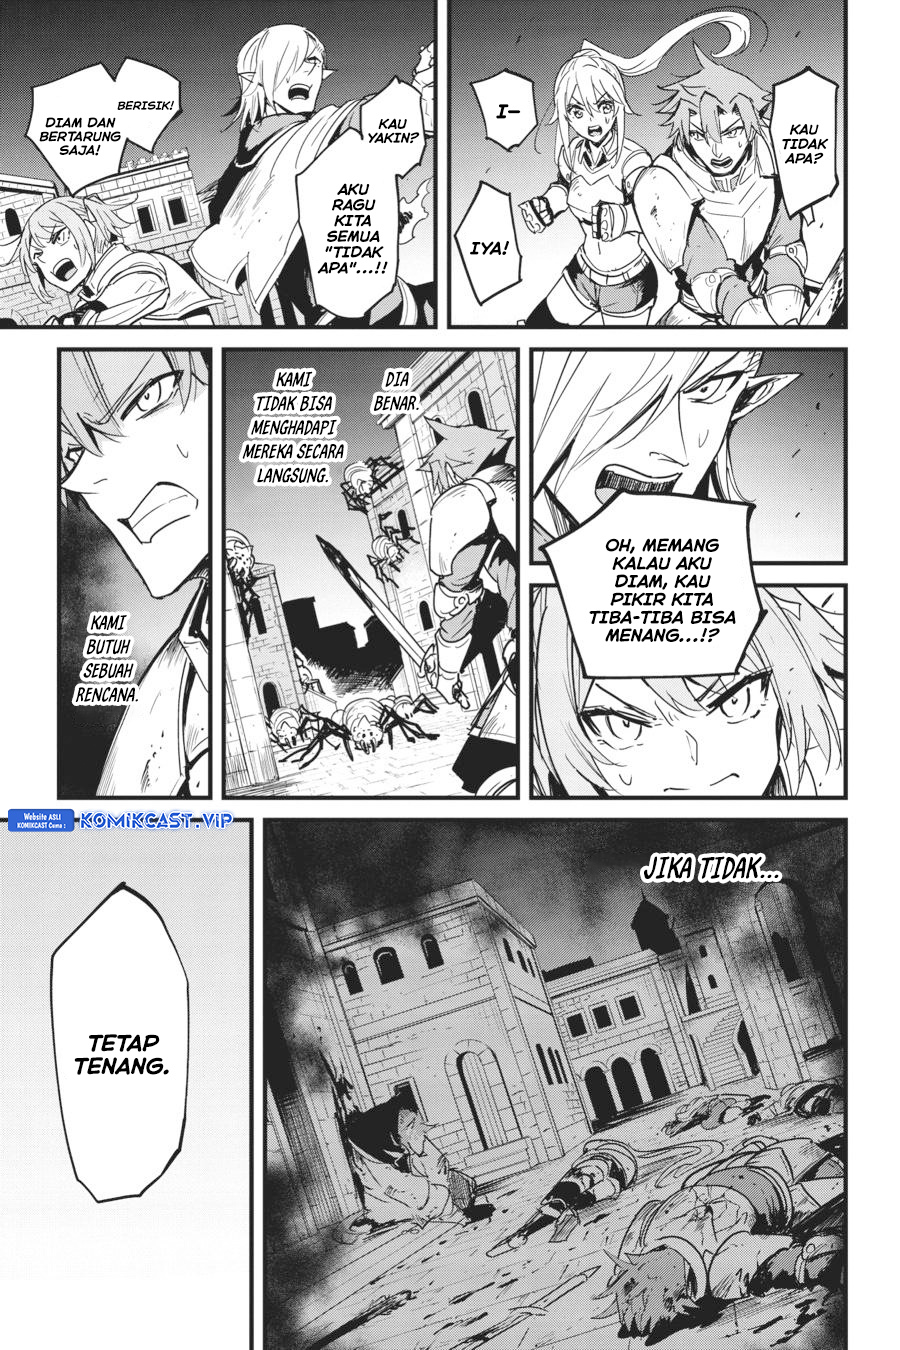 KAU
TIDAK
APA?
I-
IYA!
KAU
YAKIN?
AKU
RAGU
KITA
SEMUA
"TIDAK
APA"...!!
BERISIK!
DIAM DAN
BERTARUNG
SAJA!
OH, MEMANG
KALAU AKU
DIAM, KAU
PIKIR KITA
TIBA-TIBA BISA
MENANG...!?
DIA
BENAR.
KAMI
TIDAK BISA
MENGHADAPI
MEREKA SECARA
LANGSUNG.
KAMI
BUTUH
SEBUAH
RENCANA.
Website ASLI
KOMIKCAST Cuma :
KOMIKCAST.VIP
JIKA TIDAK...
TETAP
TENANG.